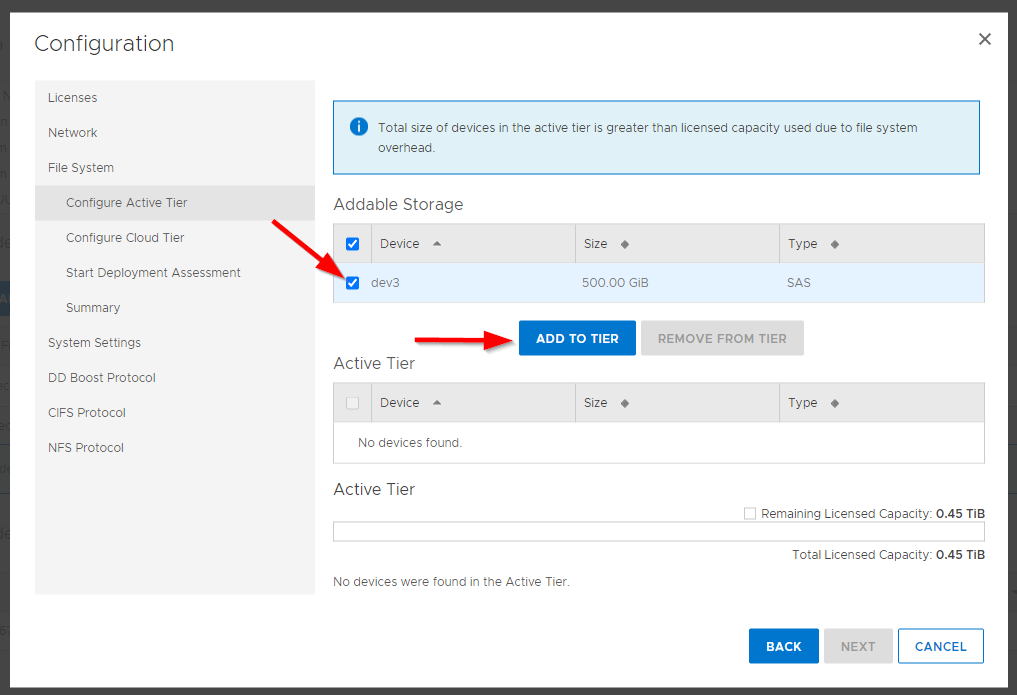 Configuration
Licenses
Network
File System
Configure Active Tier
Configure Cloud Tier
Start Deployment Assessment
Summary
System Settings
DD Boost Protocol
CIFS Protocol
NFS Protocol
Total size of devices in the active tier is greater than licensed capacity used due to file system
overhead.
Addable Storage
Device Size Type
dev3 500.00 GiB SAS
ADD TO TIER REMOVE FROM TIER
Active Tier
Device Size Type
No devices found.
Active Tier
Remaining Licensed Capacity: 0.45 TiB
Total Licensed Capacity: 0.45 TiB
No devices were found in the Active Tier.
BACK NEXT CANCEL